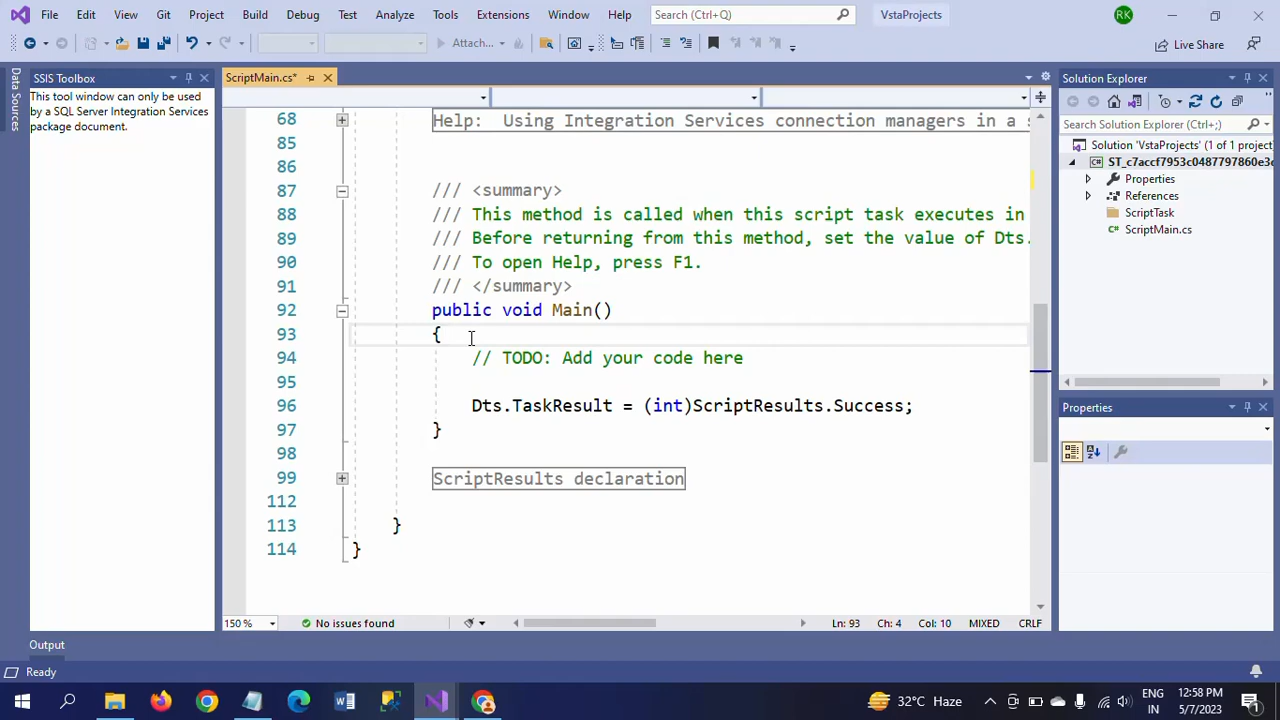 File Edit View Git Project Build Debug Test Analyze Tools Extensions Window Help Search (Ctrl+Q) VstaProjects RK
Attach... Live Share
Data Sources
SSIS Toolbox
This tool window can only be used
by a SQL Server Integration Services
package document.
ScriptMain.cs*
68 Help: Using Integration Services connection managers in a s
85
86
87 /// <summary>
88 /// This method is called when this script task executes in
89 /// Before returning from this method, set the value of Dts.
90 /// To open Help, press F1.
91 /// </summary>
92 public void Main()
93 {
94 // TODO: Add your code here
95
96 Dts.TaskResult = (int)ScriptResults.Success;
97 }
98
99 ScriptResults declaration
112
113 }
114 }
150 % No issues found Ln: 93 Ch: 4 Col: 10 MIXED CRLF
Solution Explorer
Search Solution Explorer (Ctrl+;)
Solution 'VstaProjects' (1 of 1 project
ST_c7accf7953c0487797860e3e
Properties
References
ScriptTask
ScriptMain.cs
Properties
Output
Ready
32°C Haze
ENG
IN
12:58 PM
5/7/2023
1